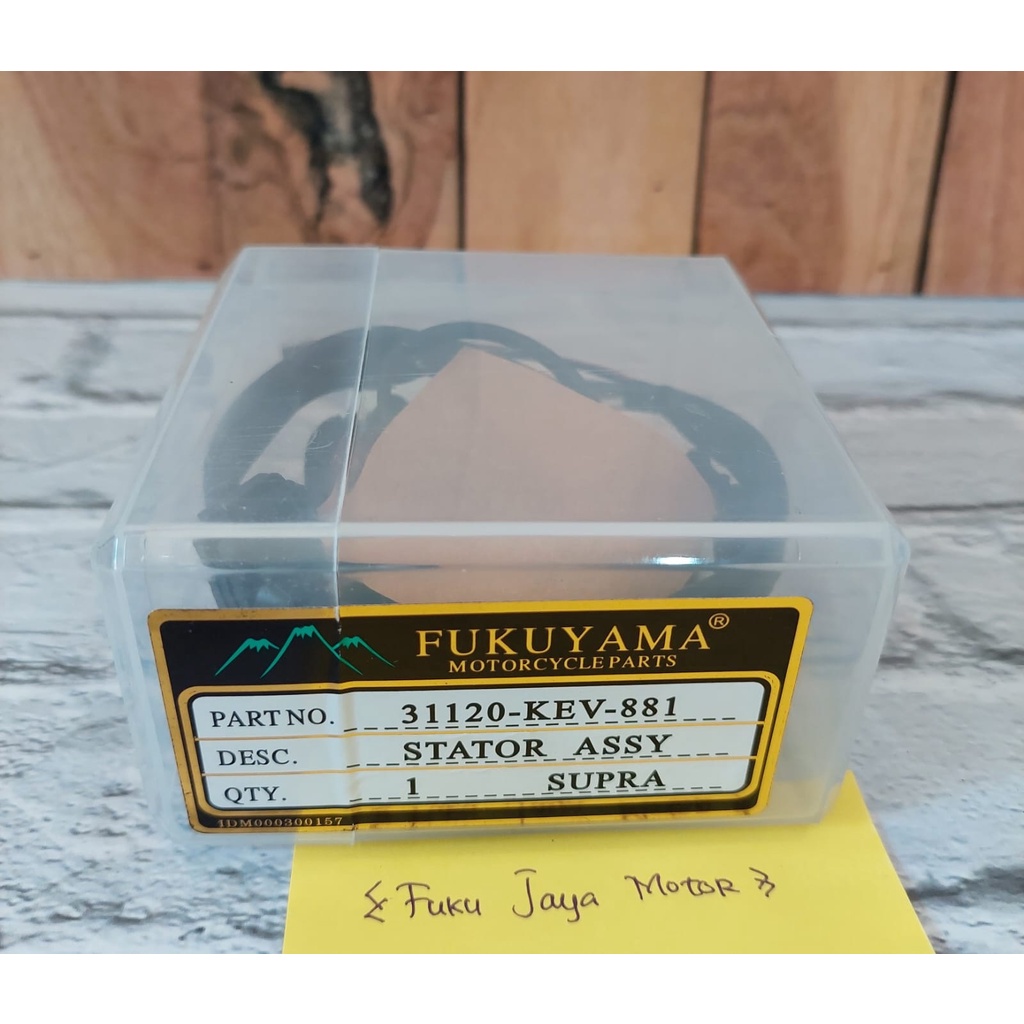 FUKUYAMA®
MOTORCYCLE PARTS
PART NO. 31120-KEV-881
DESC. STATOR ASSY
QTY. 1 SUPRA
IDM000300157
Fuku Jaya Motor